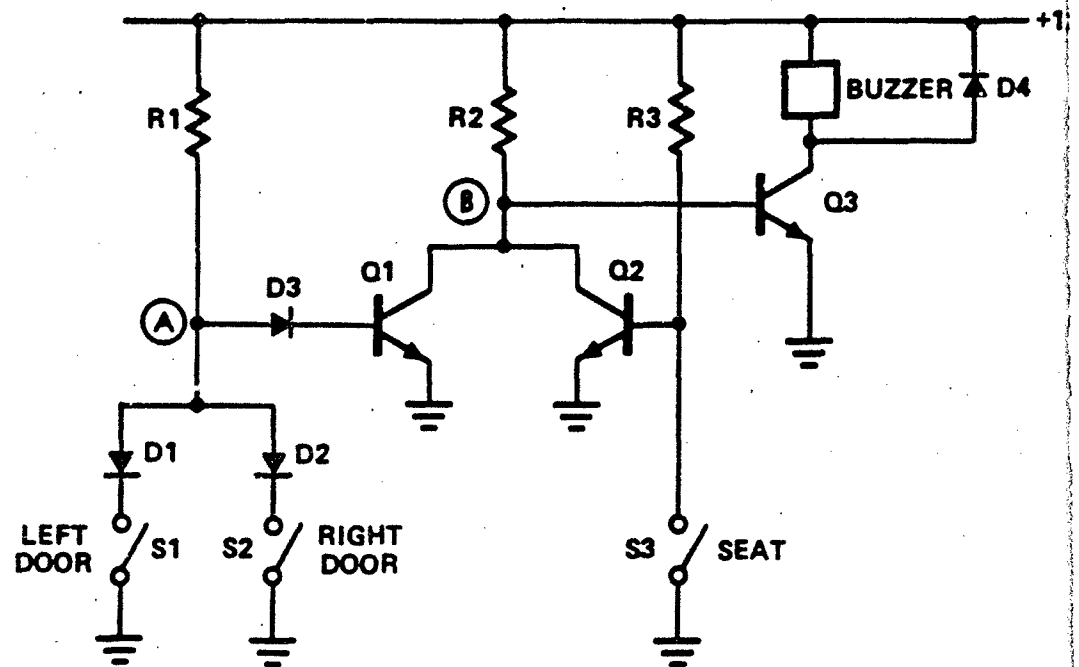 +1
R1
R2
R3
BUZZER
D4
B
Q3
Q1
Q2
D3
A
D1
D2
LEFT DOOR
S1
S2
RIGHT DOOR
S3
SEAT